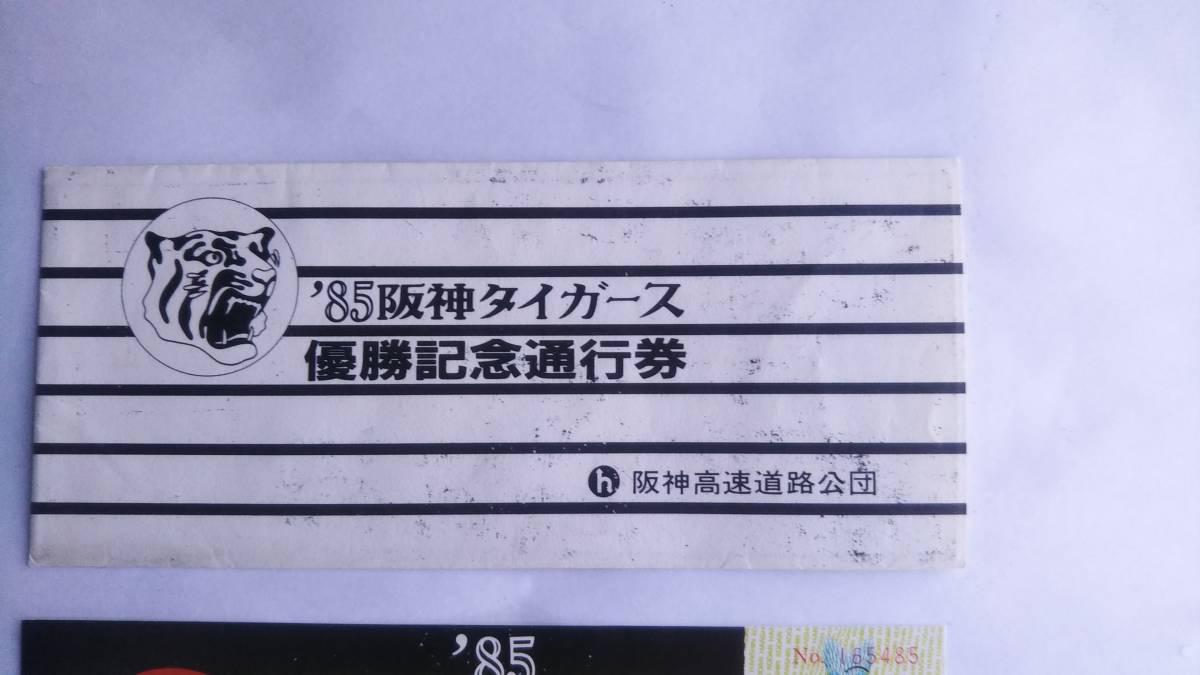 '85阪神タイガース
優勝記念通行券
h 阪神高速道路公団
'85
No. 165485